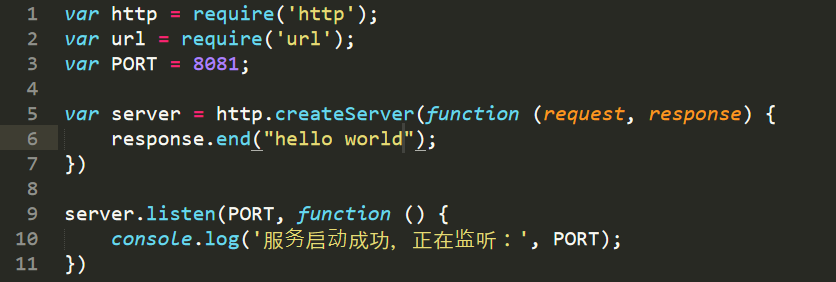 1 var http = require('http');
2 var url = require('url');
3 var PORT = 8081;
4
5 var server = http.createServer(function (request, response) {
6     response.end("hello world");
7 })
8
9 server.listen(PORT, function () {
10     console.log('服务启动成功，正在监听：', PORT);
11 })